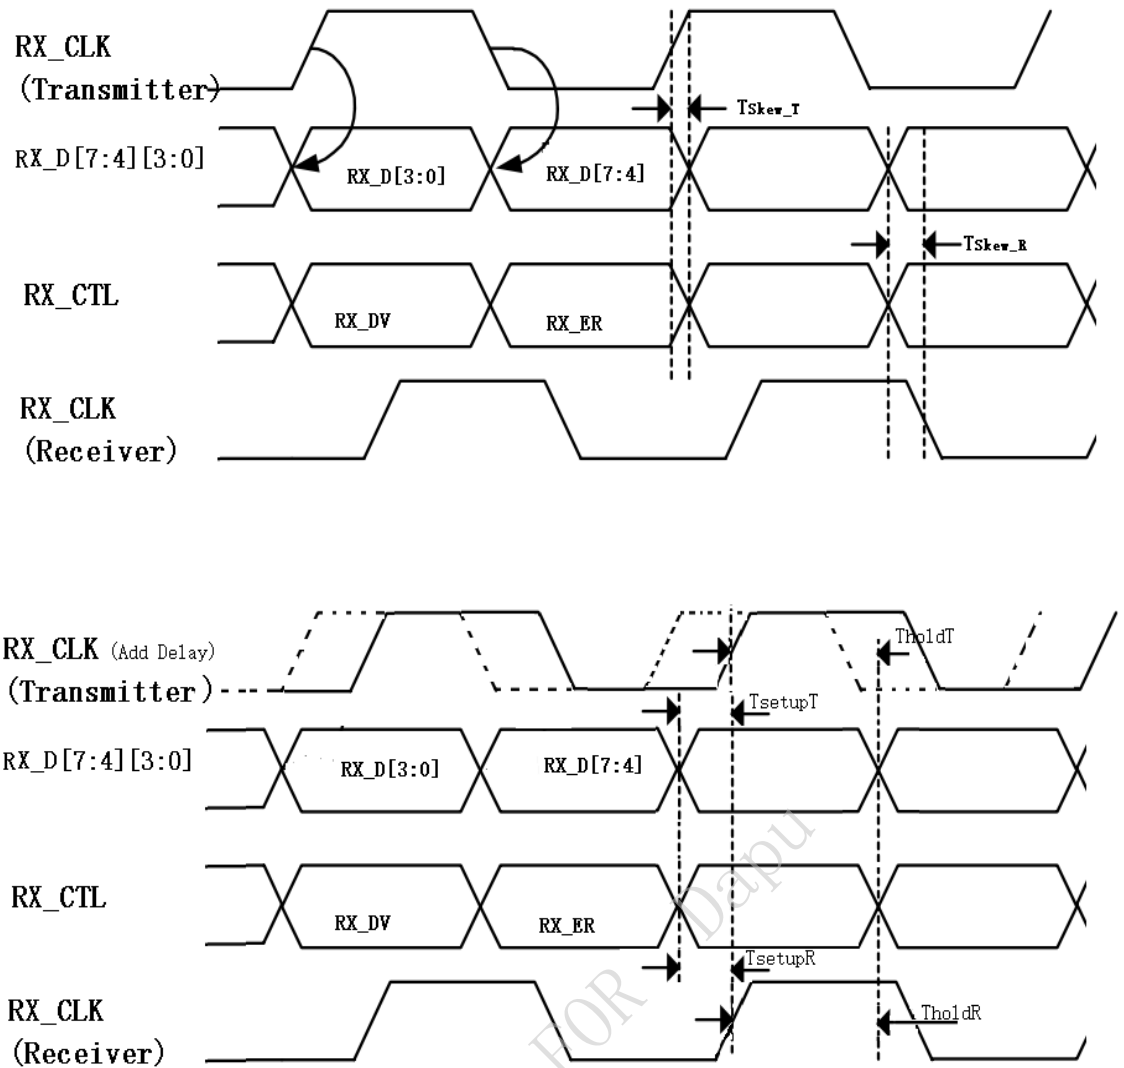 RX_CLK
(Transmitter)
Tskew_T
RX_D[7:4][3:0]
RX_D[3:0]
RX_D[7:4]
Tskew_R
RX_CTL
RX_DV
RX_ER
RX_CLK
(Receiver)
RX_CLK (Add Delay)
(Transmitter)
TholdT
TsetupT
RX_D[7:4][3:0]
RX_D[3:0]
RX_D[7:4]
RX_CTL
RX_DV
RX_ER
TsetupR
RX_CLK
(Receiver)
TholdR
FOR Dapu